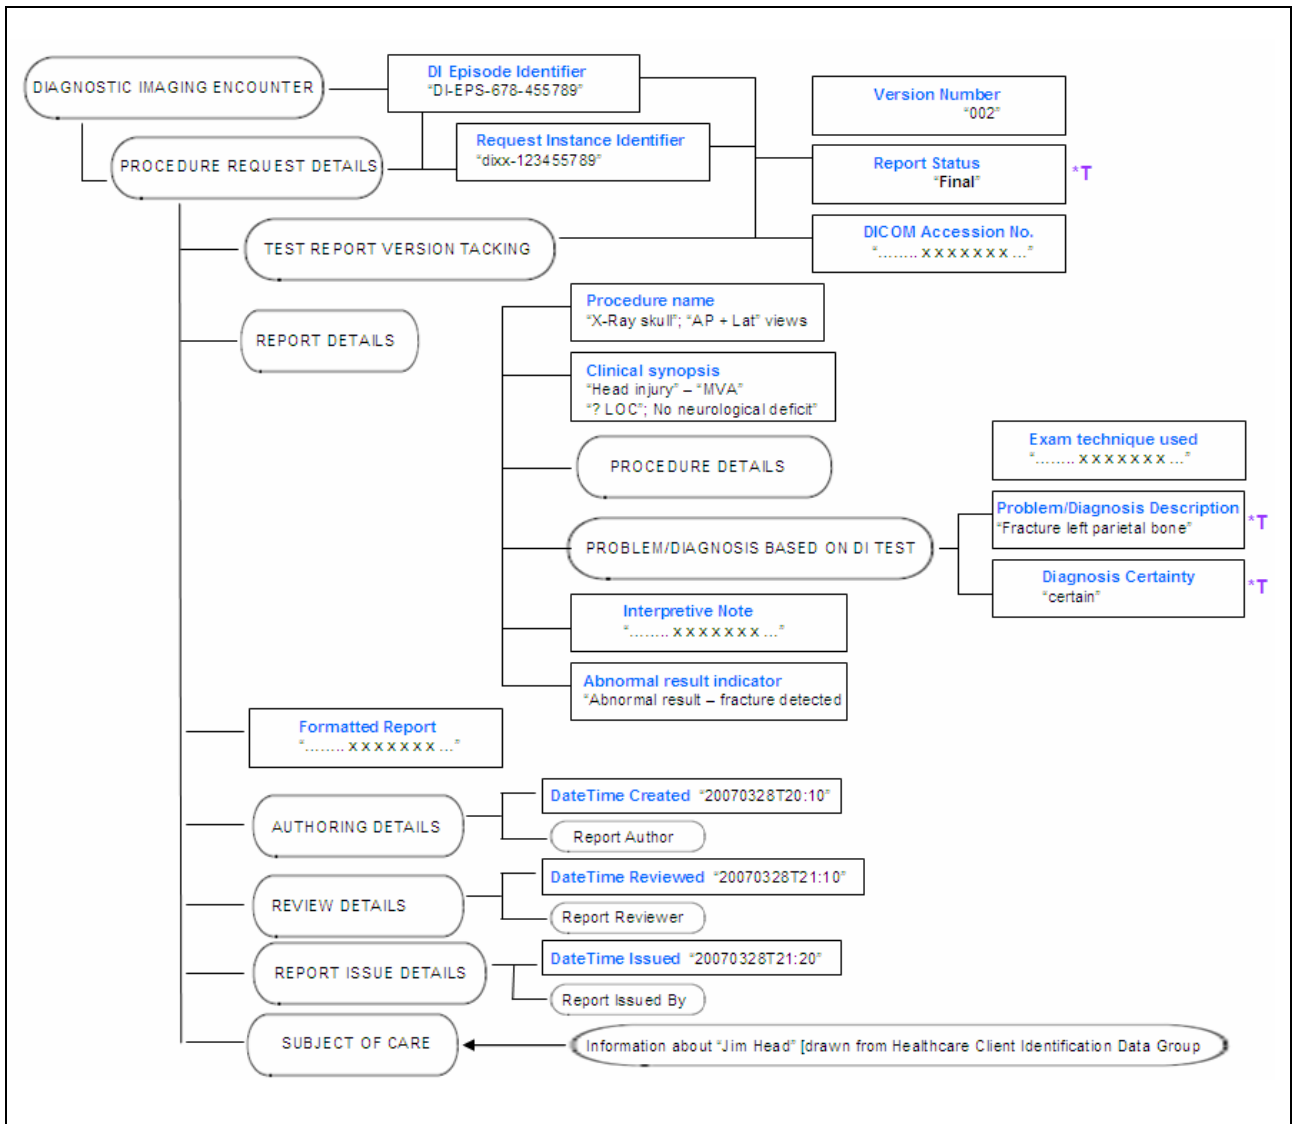 DIAGNOSTIC IMAGING ENCOUNTER
DI Episode Identifier
“DI-EPS-678-455789”
Version Number
“002”
PROCEDURE REQUEST DETAILS
Request Instance Identifier
“dixx-123455789”
Report Status
“Final”
*T
TEST REPORT VERSION TACKING
DICOM Accession No.
“........ x x x x x x x ...”
Procedure name
“X-Ray skull”; “AP + Lat” views
REPORT DETAILS
Clinical synopsis
“Head injury” – “MVA”
“? LOC”; No neurological deficit”
PROCEDURE DETAILS
Exam technique used
“........ x x x x x x x ...”
Problem/Diagnosis Description
“Fracture left parietal bone”
*T
PROBLEM/DIAGNOSIS BASED ON DI TEST
Diagnosis Certainty
“certain”
*T
Interpretive Note
“........ x x x x x x x ...”
Abnormal result indicator
“Abnormal result – fracture detected
Formatted Report
“........ x x x x x x x ...”
AUTHORING DETAILS
DateTime Created “20070328T20:10”
Report Author
REVIEW DETAILS
DateTime Reviewed “20070328T21:10”
Report Reviewer
REPORT ISSUE DETAILS
DateTime Issued “20070328T21:20”
Report Issued By
SUBJECT OF CARE
Information about “Jim Head” [drawn from Healthcare Client Identification Data Group